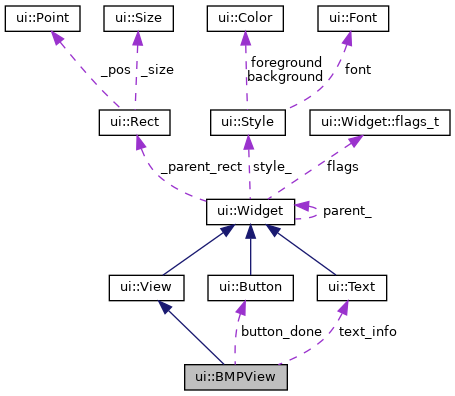 ui::Point
ui::Size
ui::Color
ui::Font
_pos
_size
foreground
background
font
ui::Rect
ui::Style
ui::Widget::flags_t
_parent_rect
style_
flags
ui::Widget
parent_
ui::View
ui::Button
ui::Text
button_done
text_info
ui::BMPView